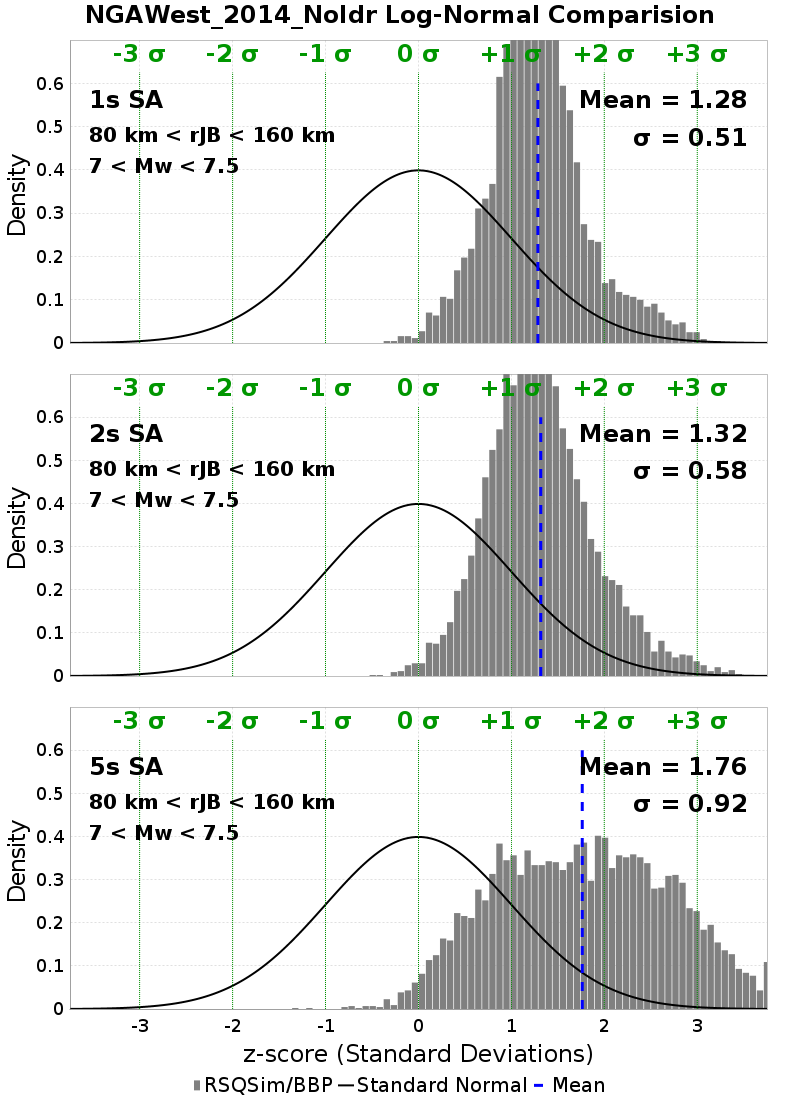 NGAWest_2014_NoIdr Log-Normal Comparision
-3 σ -2 σ -1 σ 0 σ +1 σ +2 σ +3 σ
1s SA
Mean = 1.28
80 km < rJB < 160 km
σ = 0.51
7 < Mw < 7.5
0.6
0.5
0.4
0.3
0.2
0.1
0
Density
-3 σ -2 σ -1 σ 0 σ +1 σ +2 σ +3 σ
2s SA
Mean = 1.32
80 km < rJB < 160 km
σ = 0.58
7 < Mw < 7.5
0.6
0.5
0.4
0.3
0.2
0.1
0
Density
-3 σ -2 σ -1 σ 0 σ +1 σ +2 σ +3 σ
5s SA
Mean = 1.76
80 km < rJB < 160 km
σ = 0.92
7 < Mw < 7.5
0.6
0.5
0.4
0.3
0.2
0.1
0
Density
-3 -2 -1 0 1 2 3
z-score (Standard Deviations)
RSQSim/BBP Standard Normal Mean